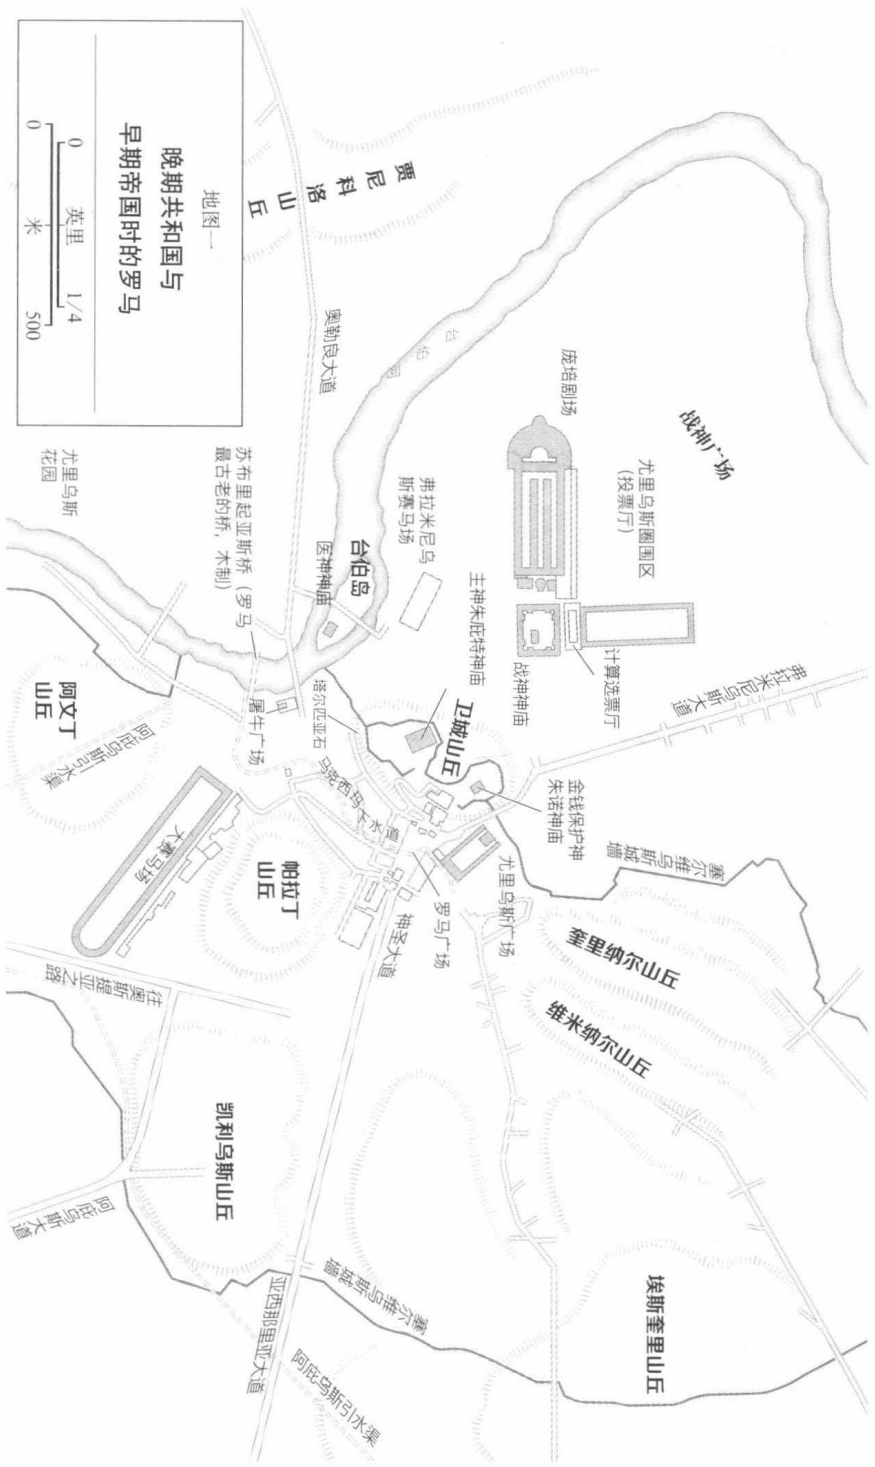 地图一
晚期共和国与
早期帝国时的罗马
0 英里 1/4
0 米 500
贾尼科洛山丘
奥勒良大道
台伯河
庞培剧场
战神广场
尤里乌斯圈围区
(投票厅)
计算选票厅
战神神庙
弗拉米尼乌斯大道
弗拉米尼乌
斯赛马场
主神朱庇特神庙
台伯岛
医神神庙
尤里乌斯
花园
苏布里起亚斯桥（罗马
最古老的桥，木制）
塔尔匹亚石
卫城山丘
屠牛广场
金钱保护神
朱诺神庙
马克西玛下水道
阿文丁
山丘
阿庇乌斯引水渠
大赛马场
帕拉丁
山丘
尤里乌斯广场
罗马广场
神圣大道
塞尔维乌斯城墙
奎里纳尔山丘
维米纳尔山丘
往奥斯提亚之路
凯利乌斯山丘
阿庇乌斯大道
塞尔维乌斯城墙
亚西那里亚大道
阿庇乌斯引水渠
埃斯奎里山丘